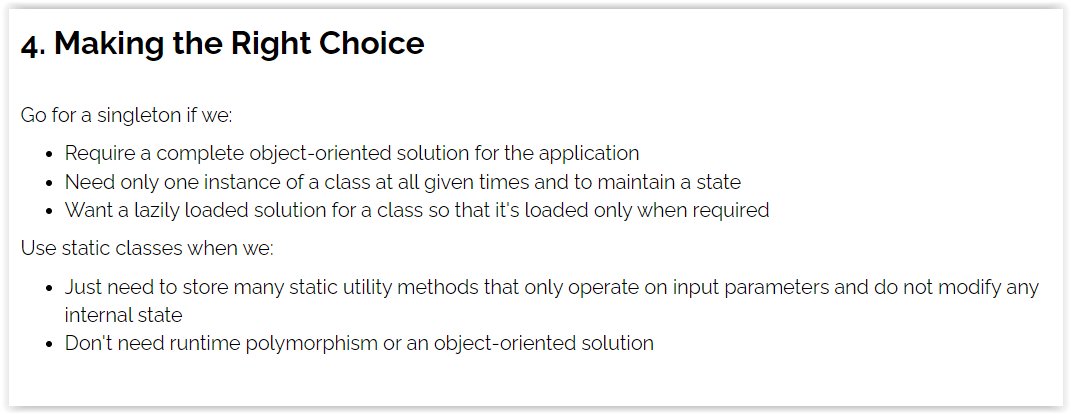 4. Making the Right Choice
Go for a singleton if we:
• Require a complete object-oriented solution for the application
• Need only one instance of a class at all given times and to maintain a state
• Want a lazily loaded solution for a class so that it's loaded only when required
Use static classes when we:
• Just need to store many static utility methods that only operate on input parameters and do not modify any
internal state
• Don't need runtime polymorphism or an object-oriented solution